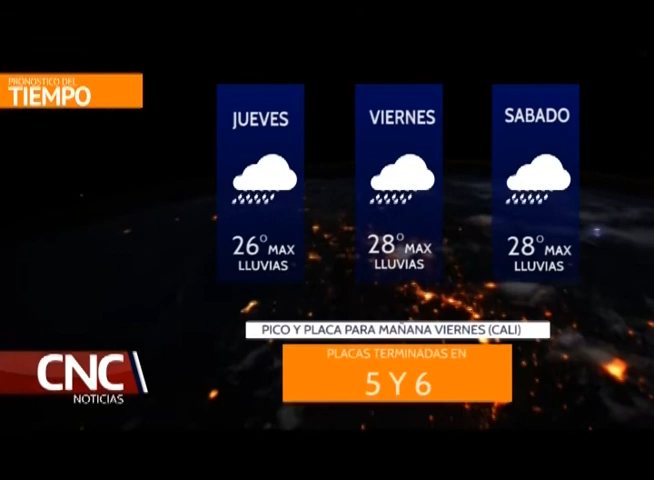 PRONOSTICO DEL
TIEMPO
JUEVES
26° MAX
LLUVIAS
VIERNES
28° MAX
LLUVIAS
SABADO
28° MAX
LLUVIAS
PICO Y PLACA PARA MAÑANA VIERNES (CALI)
PLACAS TERMINADAS EN
5 Y 6
CNC
NOTICIAS